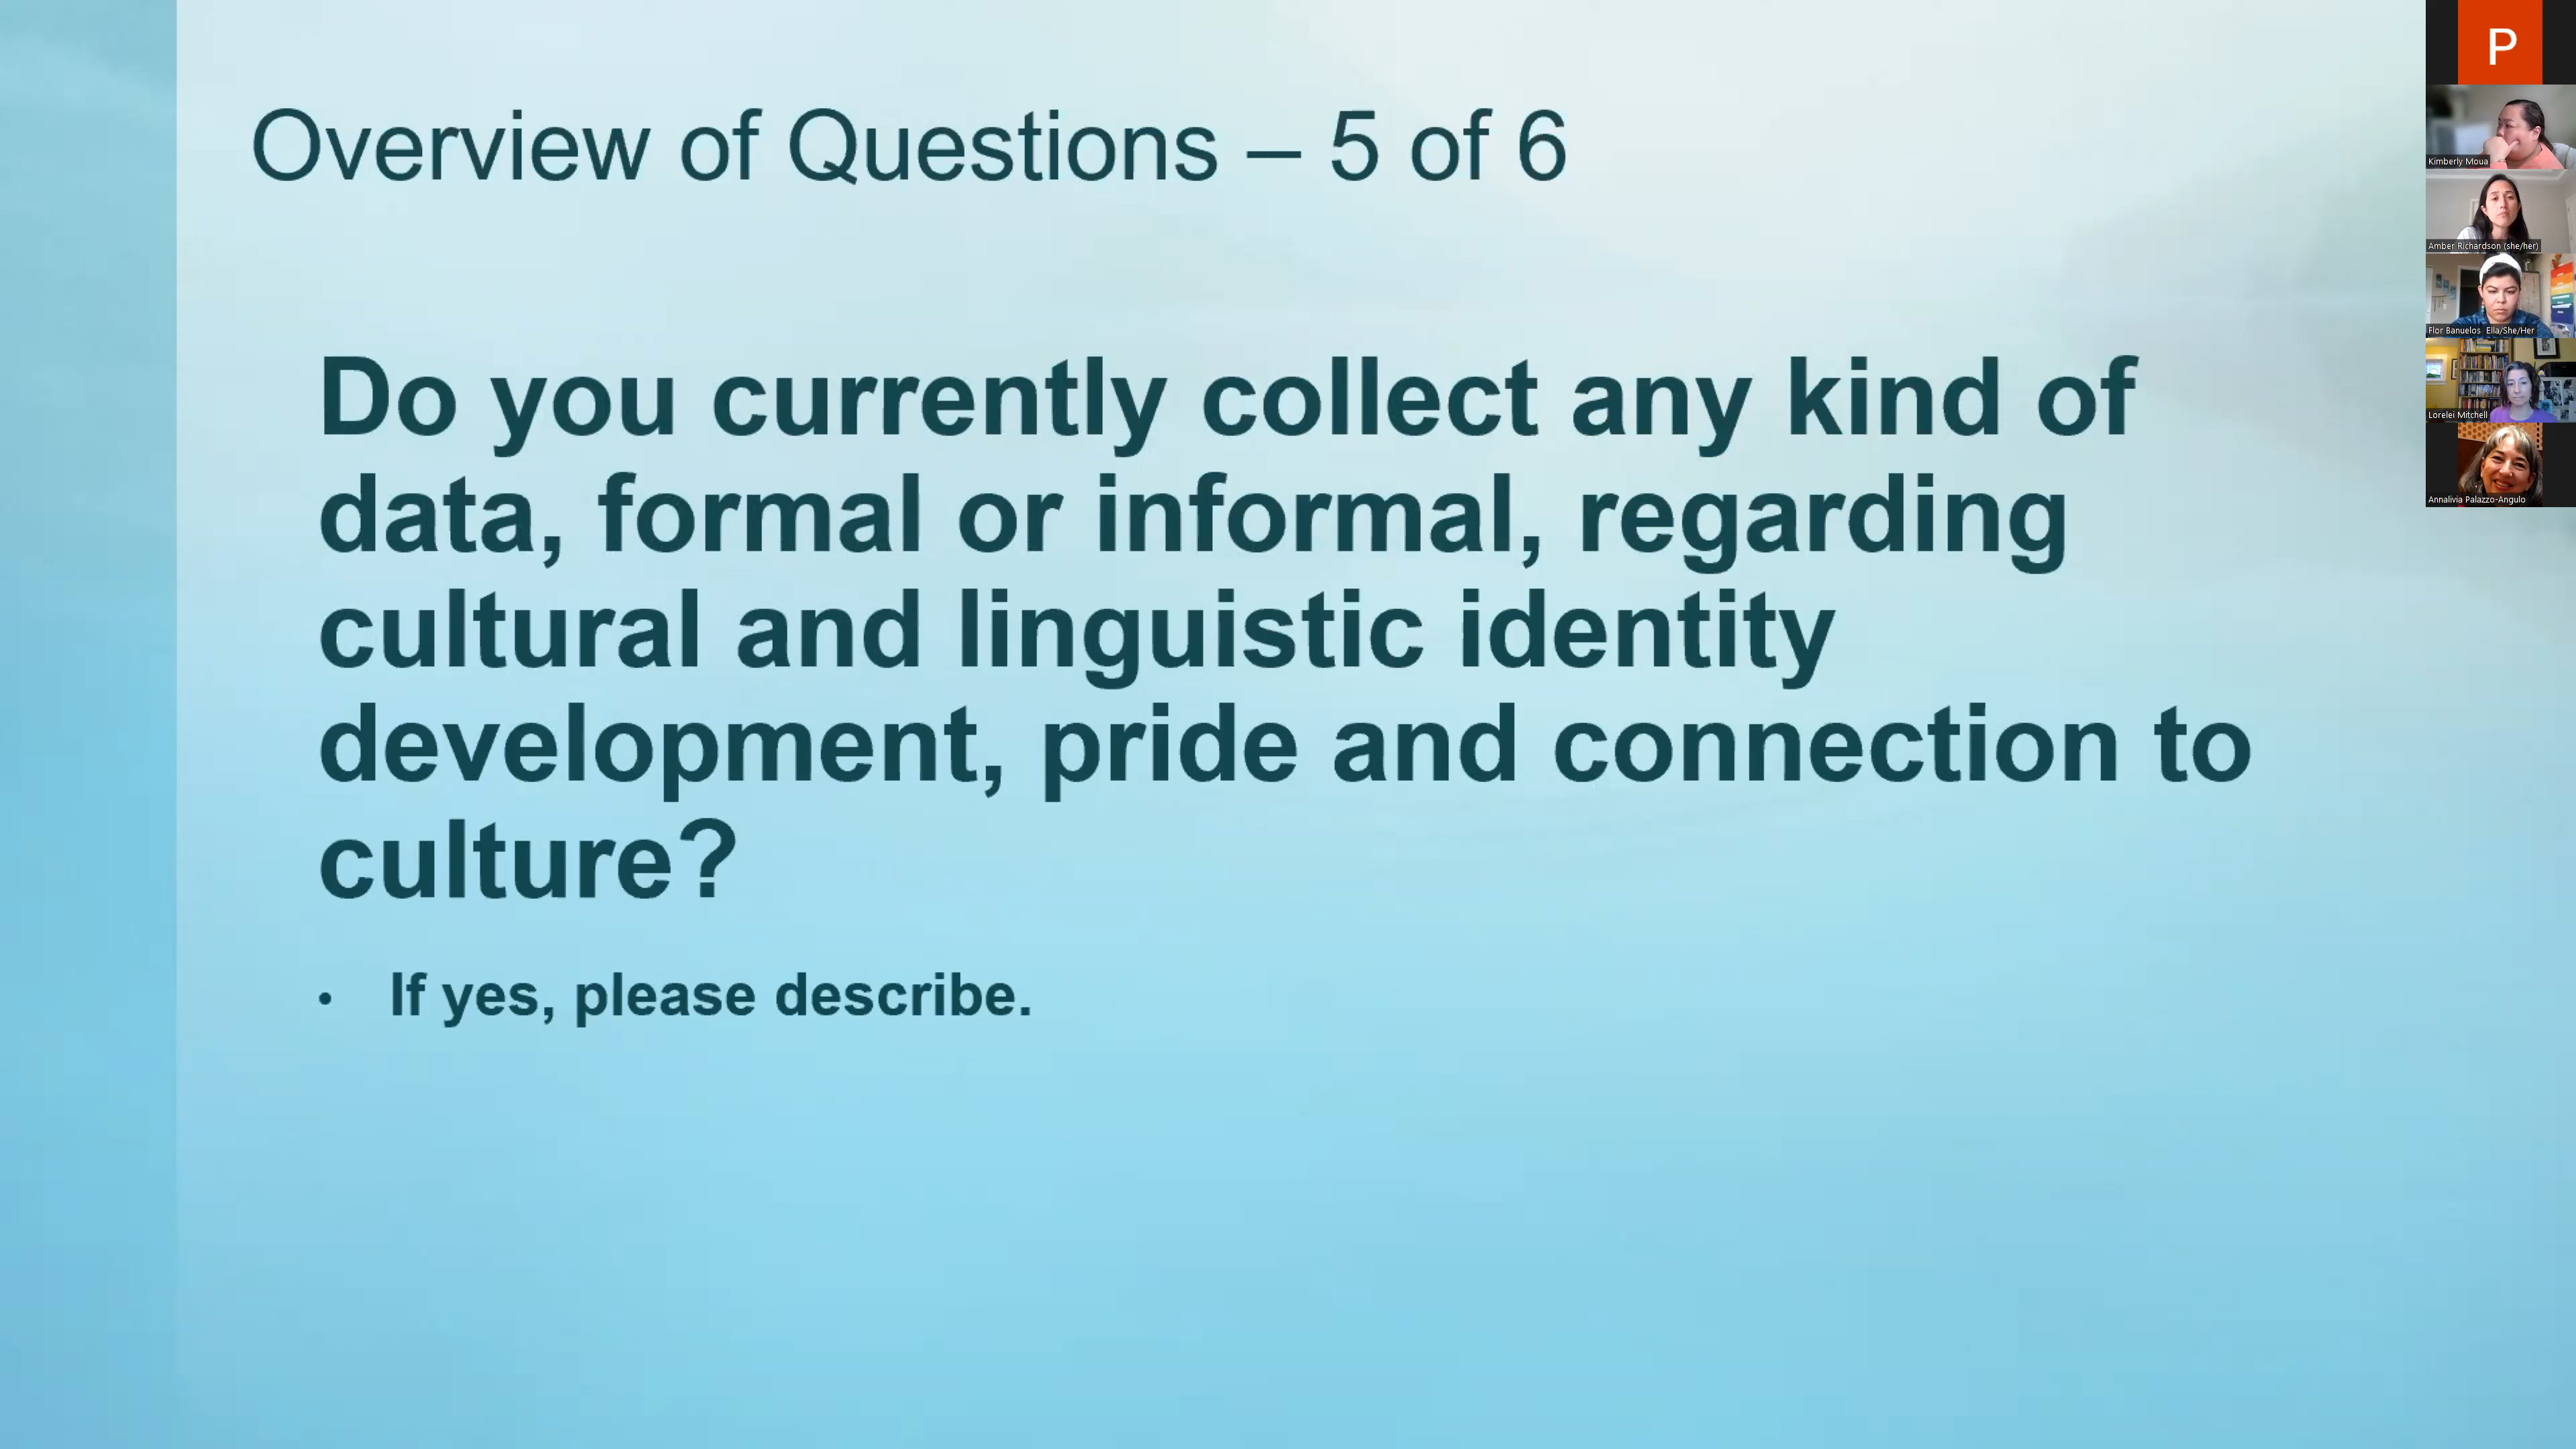 Overview of Questions – 5 of 6
Do you currently collect any kind of
data, formal or informal, regarding
cultural and linguistic identity
development, pride and connection to
culture?
• If yes, please describe.
P
Kimberly Moua
Amber Richardson (she/her)
Flor Banuelos Ella/She/Her
Lorelei Mitchell
Annalivia Palazzo-Angulo